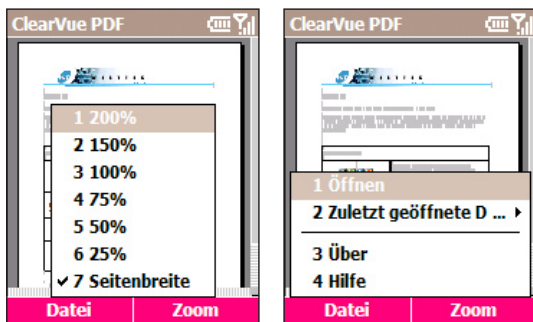 ClearVue PDF
1 200%
2 150%
3 100%
4 75%
5 50%
6 25%
✓ 7 Seitenbreite
Datei Zoom
ClearVue PDF
1 Öffnen
2 Zuletzt geöffnete D ...
3 Über
4 Hilfe
Datei Zoom